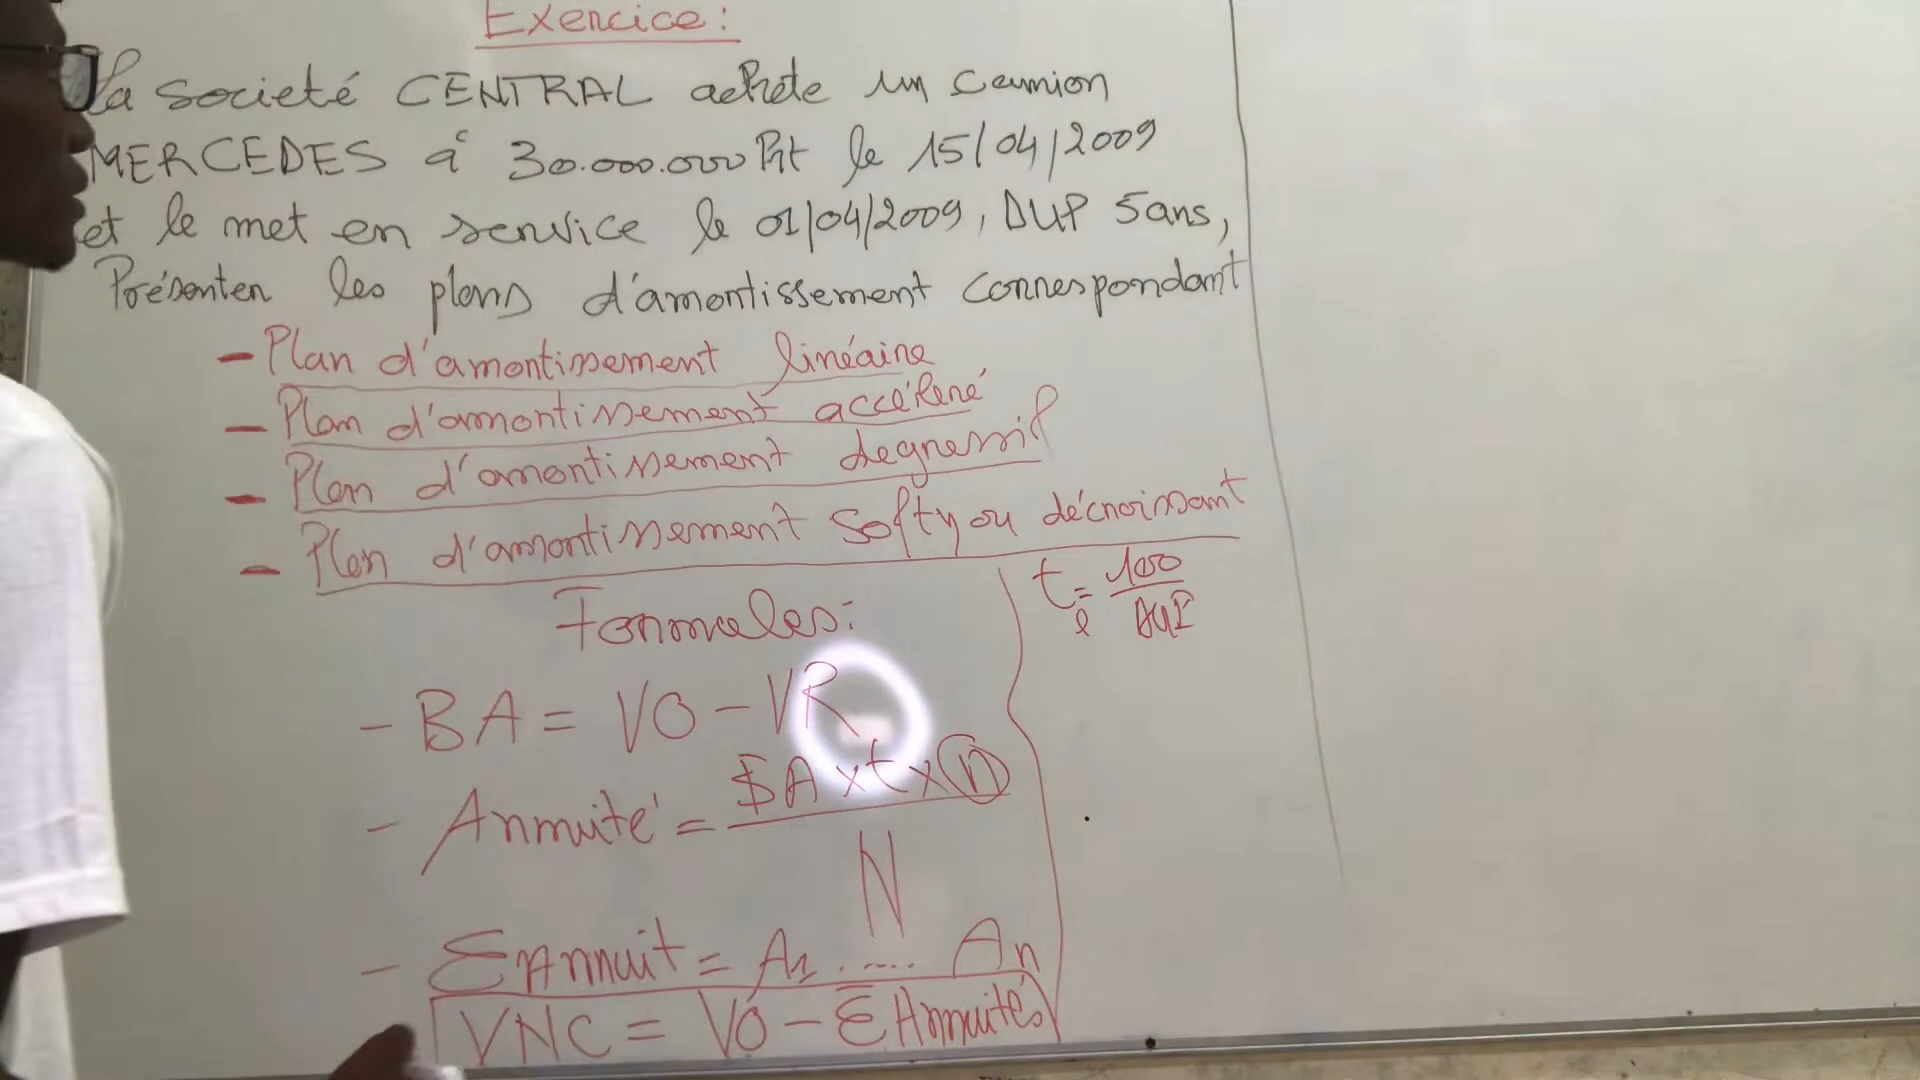 Exercice :
La Societé CENTRAL achète un camion
MERCEDES à 30.000.000 Prt le 15/04/2009
et le met en service le 01/04/2009, DUP 5ans,
Présenter les plans d'amortissement correspondant
- Plan d'amortissement linéaire
- Plan d'amortissement accéléré
- Plan d'amortissement degressif
- Plan d'amortissement Softy ou décroissant
Formules :
t_l = 100 / DUP
- BA = VO - VR
- Annuité = BA x t x n / N
- Σ Annuit = A1 ..... An
VNC = VO - Σ Annuités